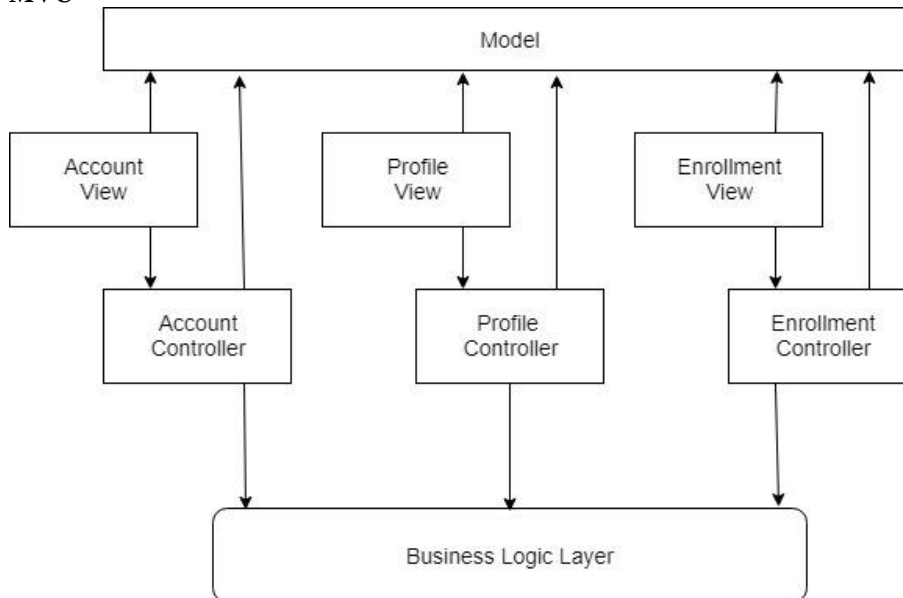 MVC
Model
Account
View
Profile
View
Enrollment
View
Account
Controller
Profile
Controller
Enrollment
Controller
Business Logic Layer